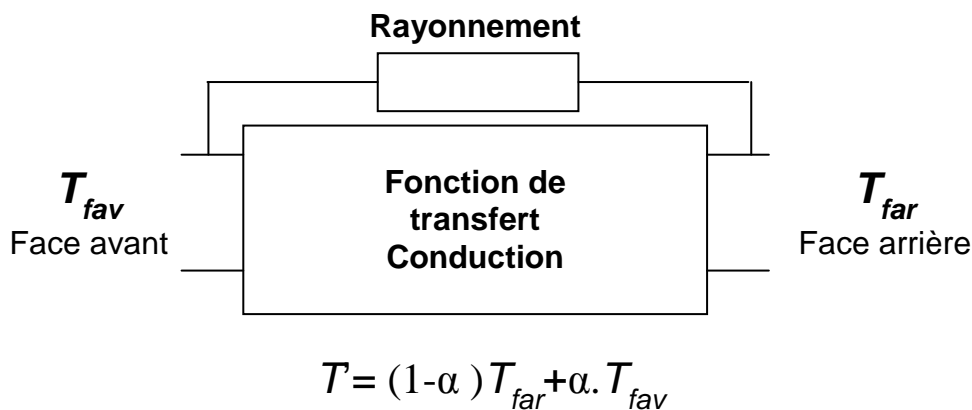 Rayonnement
T_fav
Face avant
Fonction de
transfert
Conduction
T_far
Face arrière
T'= (1-α )T_far+α.T_fav